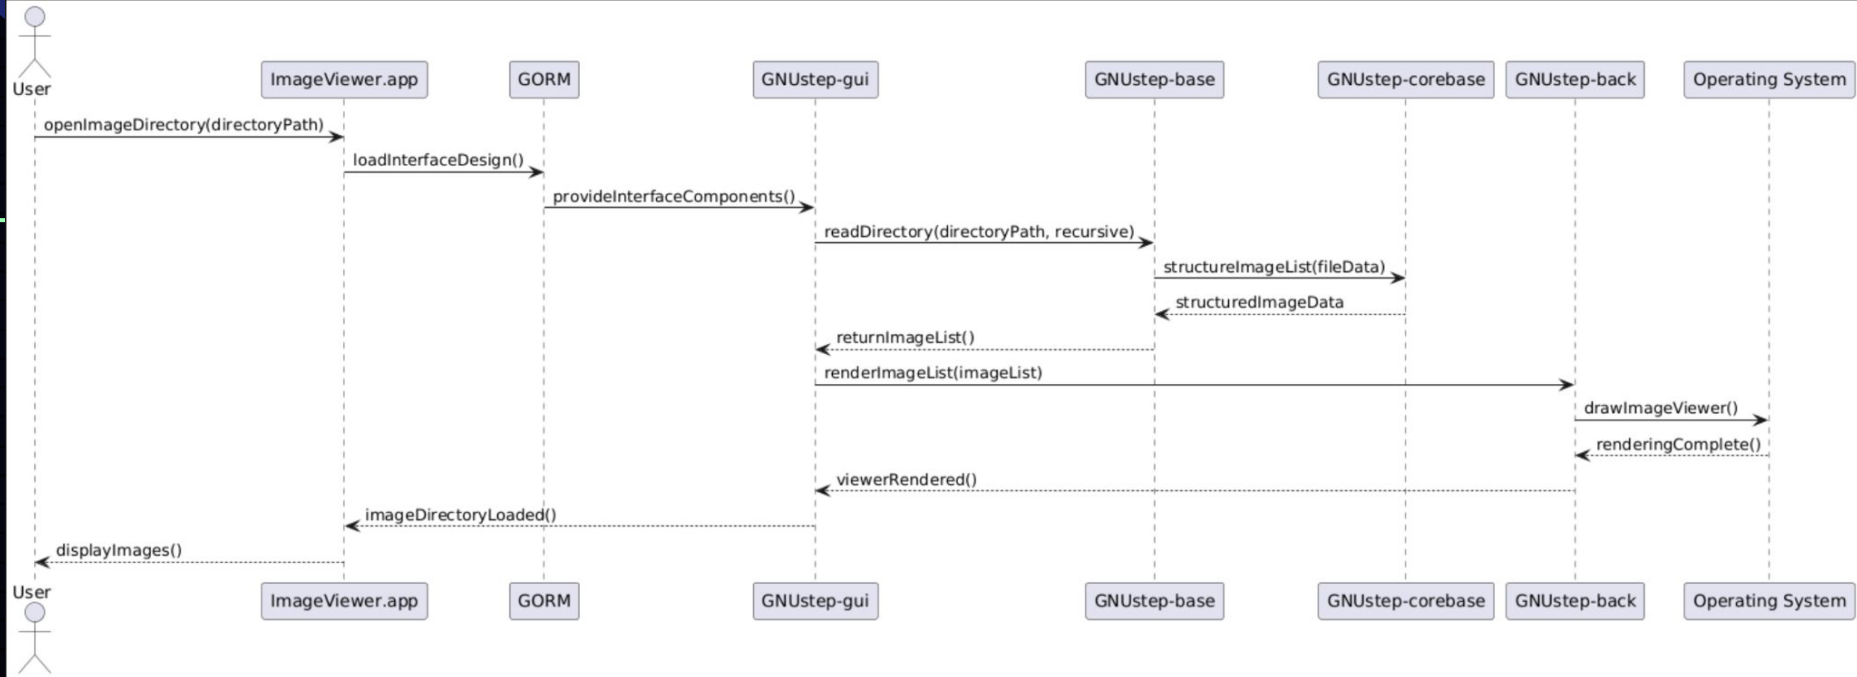 User
ImageViewer.app
GORM
GNUstep-gui
GNUstep-base
GNUstep-corebase
GNUstep-back
Operating System
openImageDirectory(directoryPath)
loadInterfaceDesign()
provideInterfaceComponents()
readDirectory(directoryPath, recursive)
structureImageList(fileData)
structuredImageData
returnImageList()
renderImageList(imageList)
drawImageViewer()
renderingComplete()
viewerRendered()
imageDirectoryLoaded()
displayImages()
User
ImageViewer.app
GORM
GNUstep-gui
GNUstep-base
GNUstep-corebase
GNUstep-back
Operating System